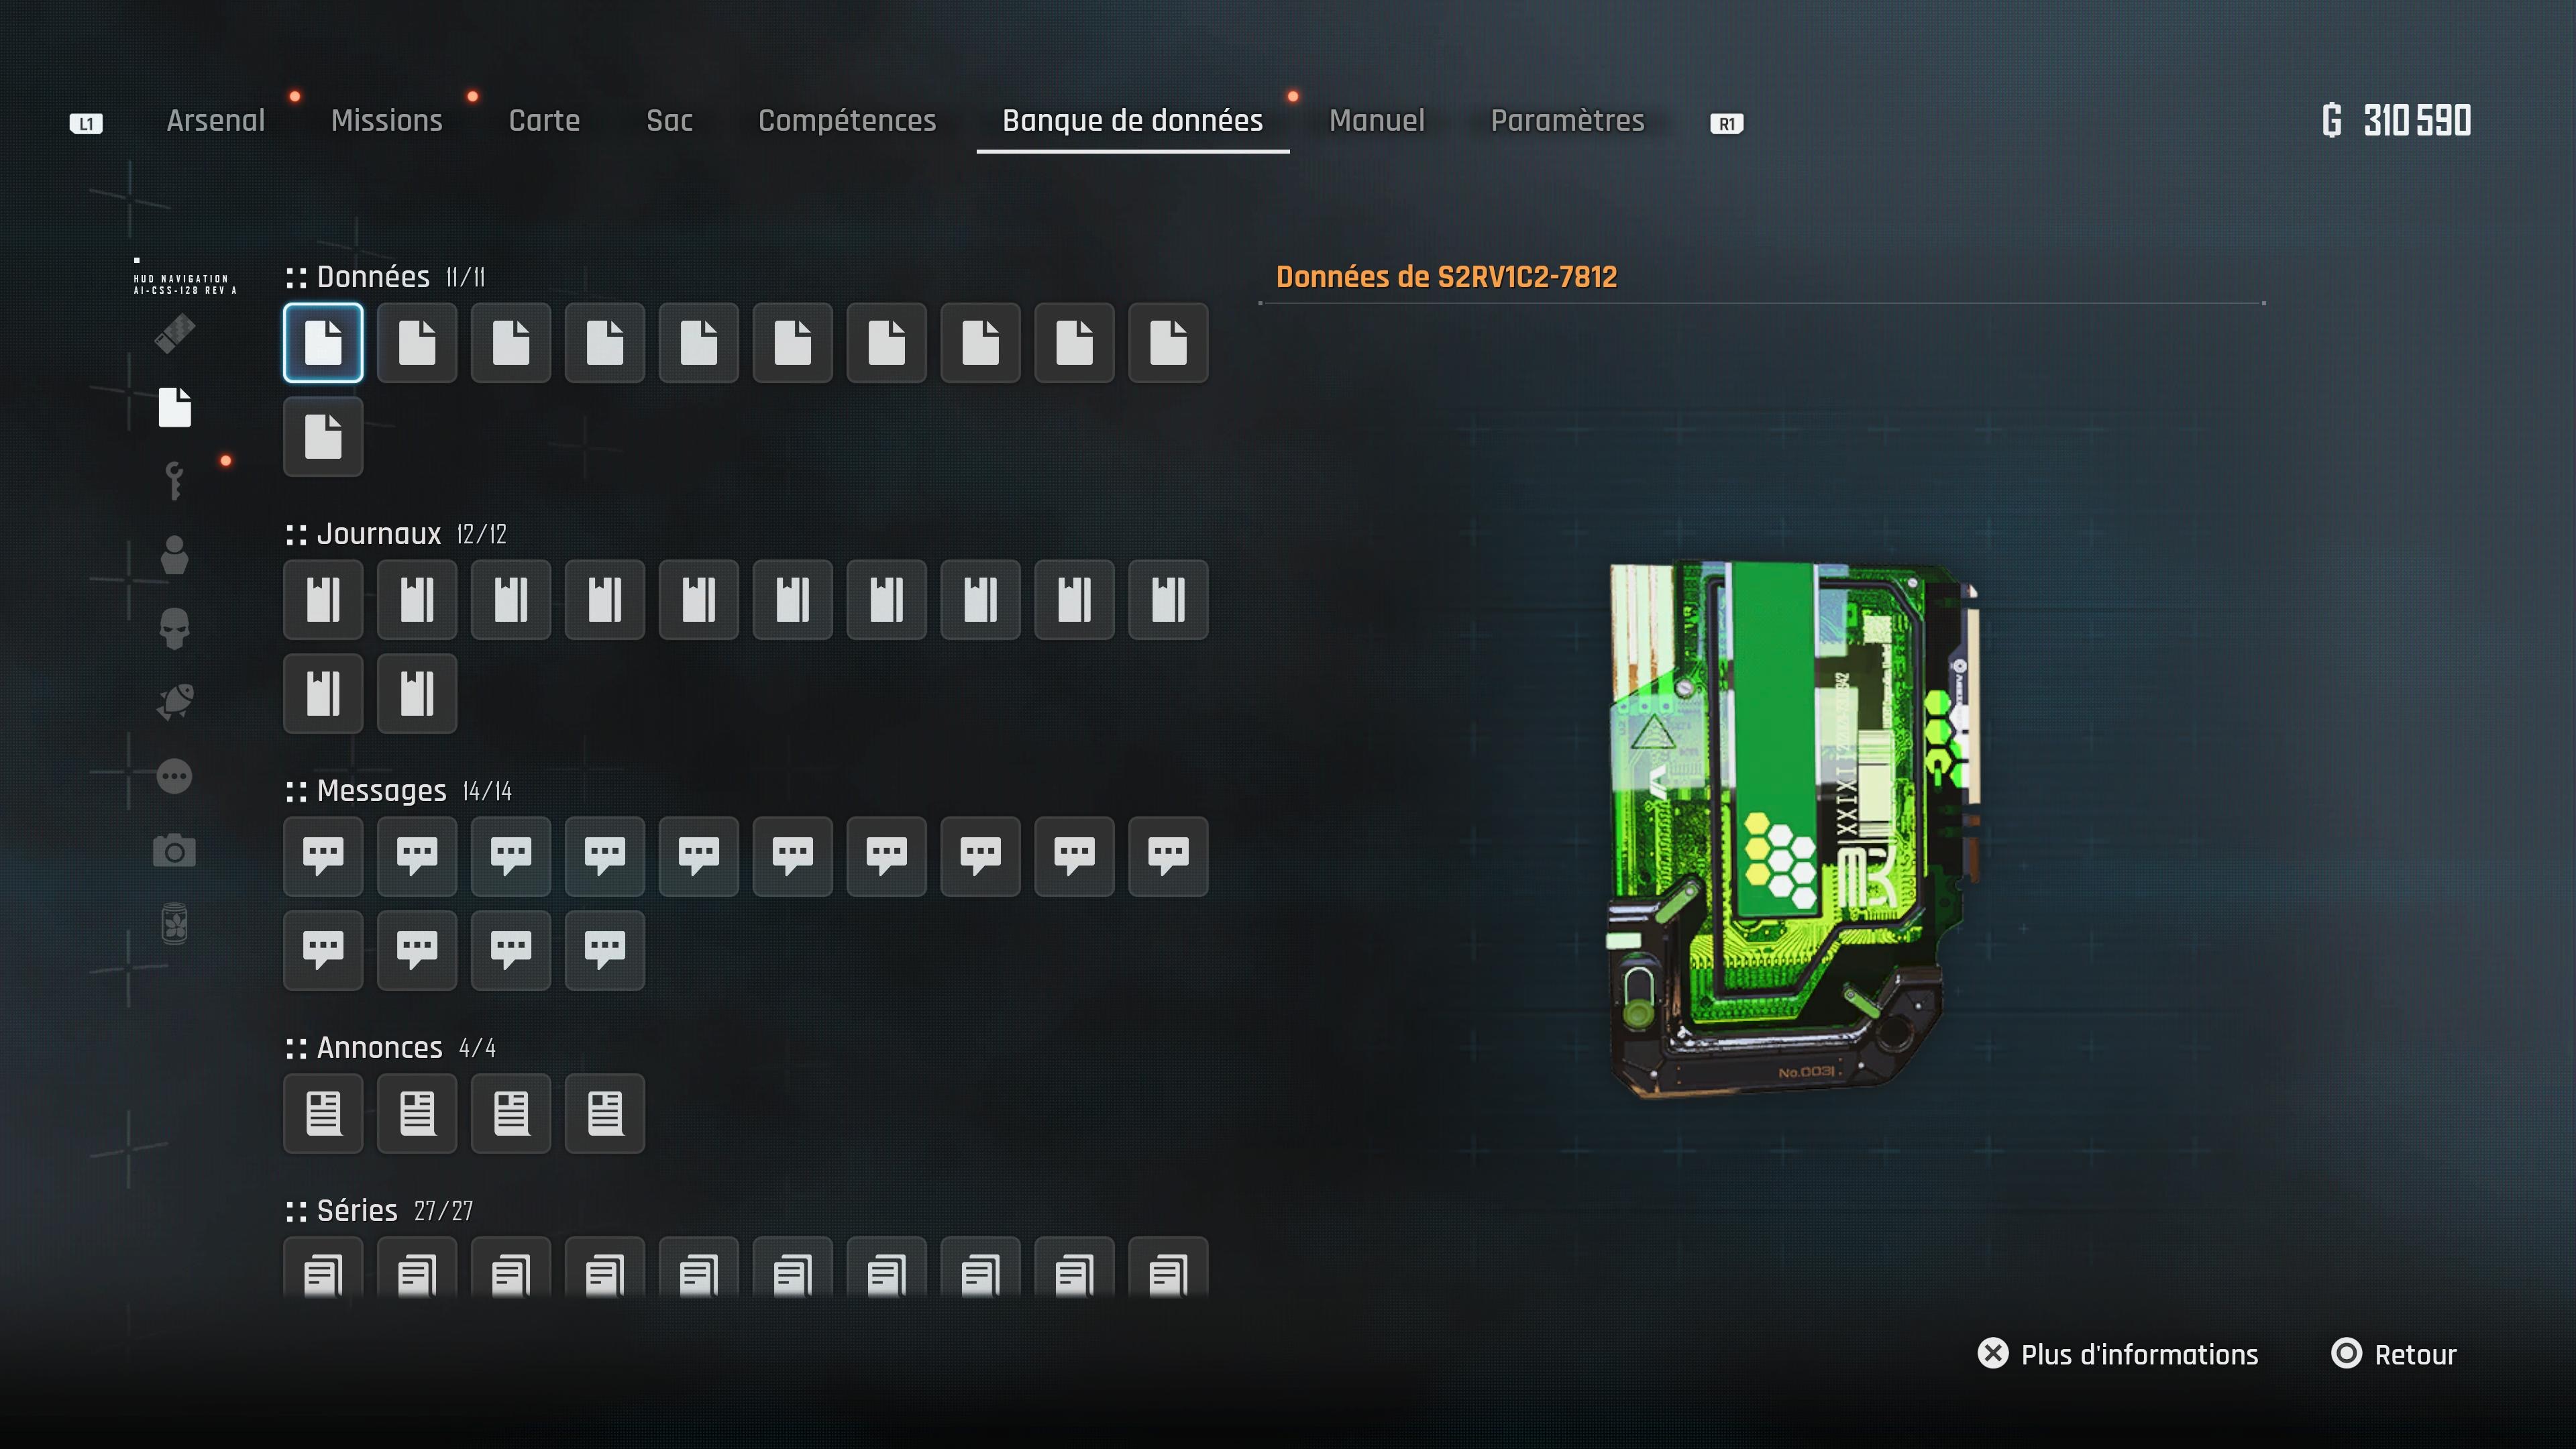 L1 Arsenal Missions Carte Sac Compétences Banque de données Manuel Paramètres R1 310 590
HUD NAVIGATION
AI-CSS-128 REV A
Données 11/11
Données de S2RV1C2-7812
Journaux 12/12
Messages 14/14
Annonces 4/4
No.003
Séries 27/27
Plus d'informations Retour